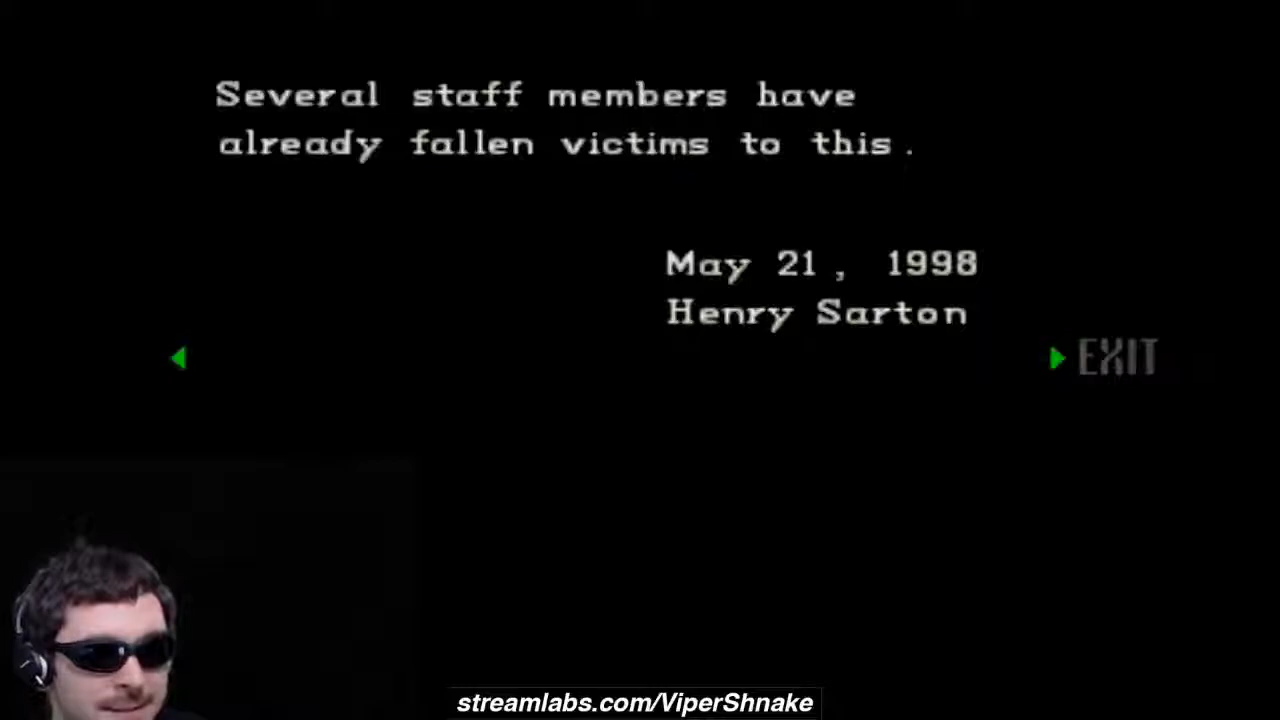 Several staff members have
already fallen victims to this.
May 21, 1998
Henry Sarton
EXIT
streamlabs.com/ViperShnake